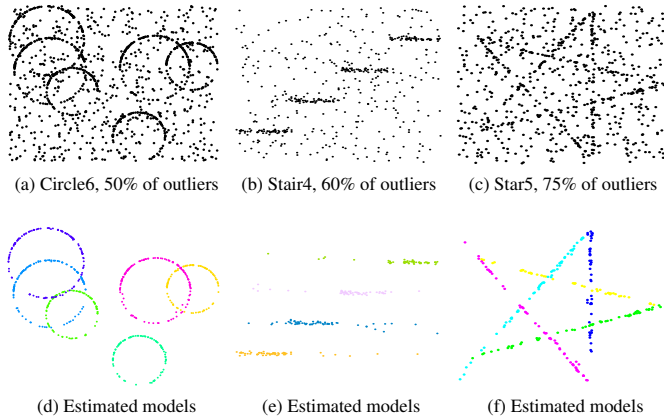 (a) Circle6, 50% of outliers
(b) Stair4, 60% of outliers
(c) Star5, 75% of outliers
(d) Estimated models
(e) Estimated models
(f) Estimated models